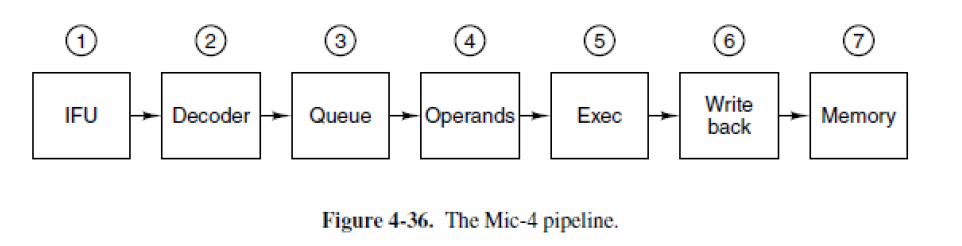 1 2 3 4 5 6 7
IFU Decoder Queue Operands Exec Write back Memory
Figure 4-36. The Mic-4 pipeline.